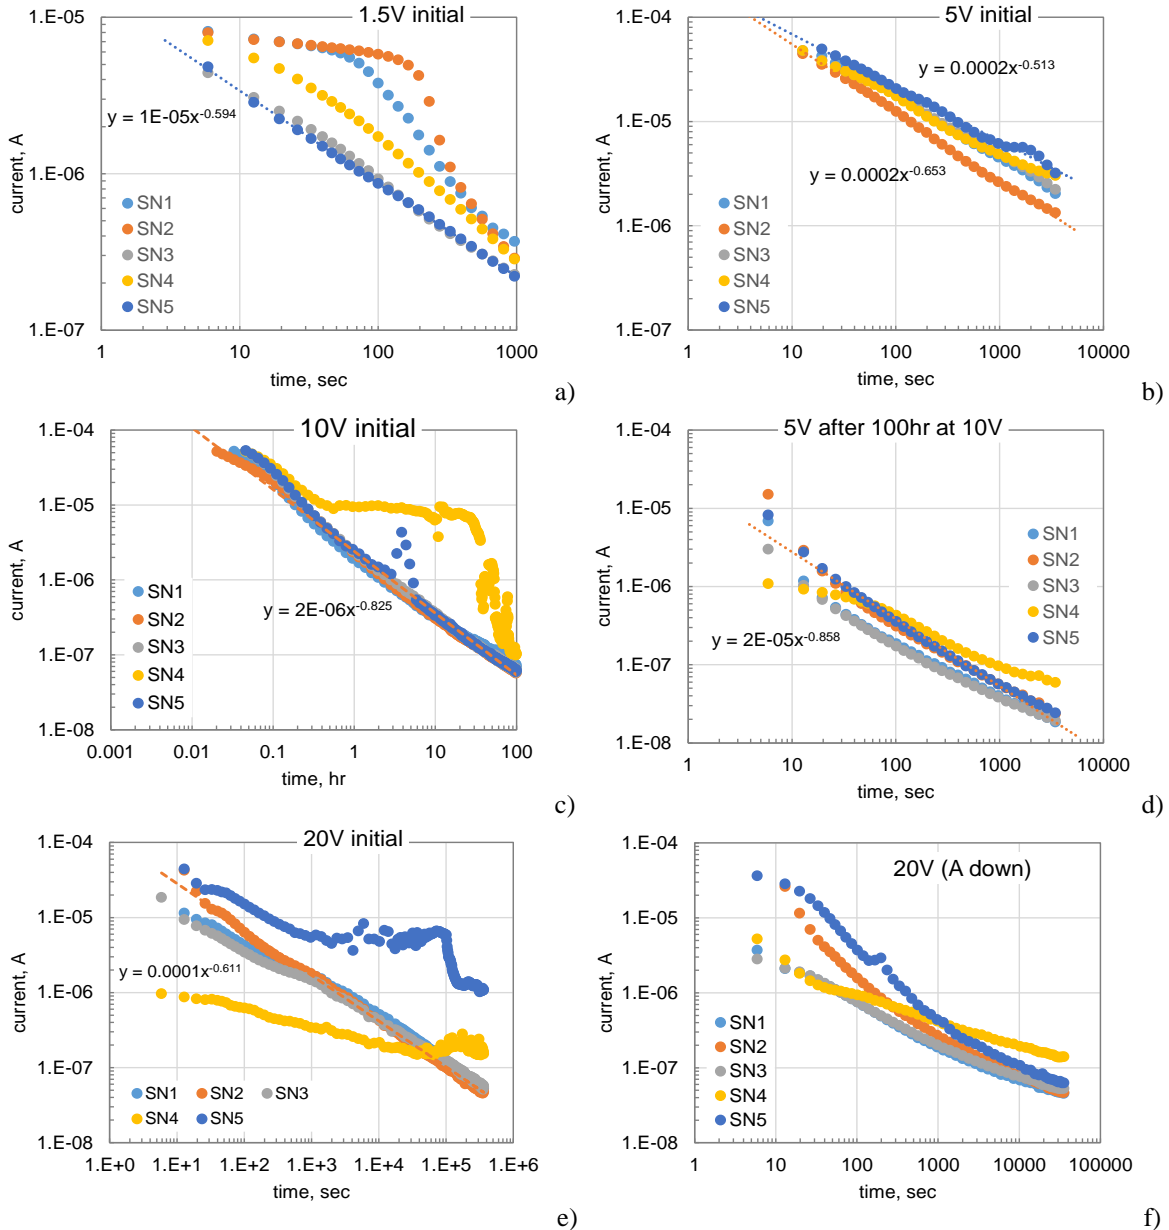 1.5V initial
1.E-05
1.E-06
1.E-07
current, A
y = 1E-05x-0.594
SN1
SN2
SN3
SN4
SN5
1 10 100 1000
time, sec
a)
5V initial
1.E-04
1.E-05
1.E-06
1.E-07
current, A
y = 0.0002x-0.513
y = 0.0002x-0.653
SN1
SN2
SN3
SN4
SN5
1 10 100 1000 10000
time, sec
b)
10V initial
1.E-04
1.E-05
1.E-06
1.E-07
1.E-08
current, A
y = 2E-06x-0.825
SN1
SN2
SN3
SN4
SN5
0.001 0.01 0.1 1 10 100
time, hr
c)
5V after 100hr at 10V
1.E-04
1.E-05
1.E-06
1.E-07
1.E-08
current, A
y = 2E-05x-0.858
SN1
SN2
SN3
SN4
SN5
1 10 100 1000 10000
time, sec
d)
20V initial
1.E-04
1.E-05
1.E-06
1.E-07
1.E-08
current, A
y = 0.0001x-0.611
SN1 SN2 SN3
SN4 SN5
1.E+0 1.E+1 1.E+2 1.E+3 1.E+4 1.E+5 1.E+6
time, sec
e)
20V (A down)
1.E-04
1.E-05
1.E-06
1.E-07
1.E-08
current, A
SN1
SN2
SN3
SN4
SN5
1 10 100 1000 10000 100000
time, sec
f)